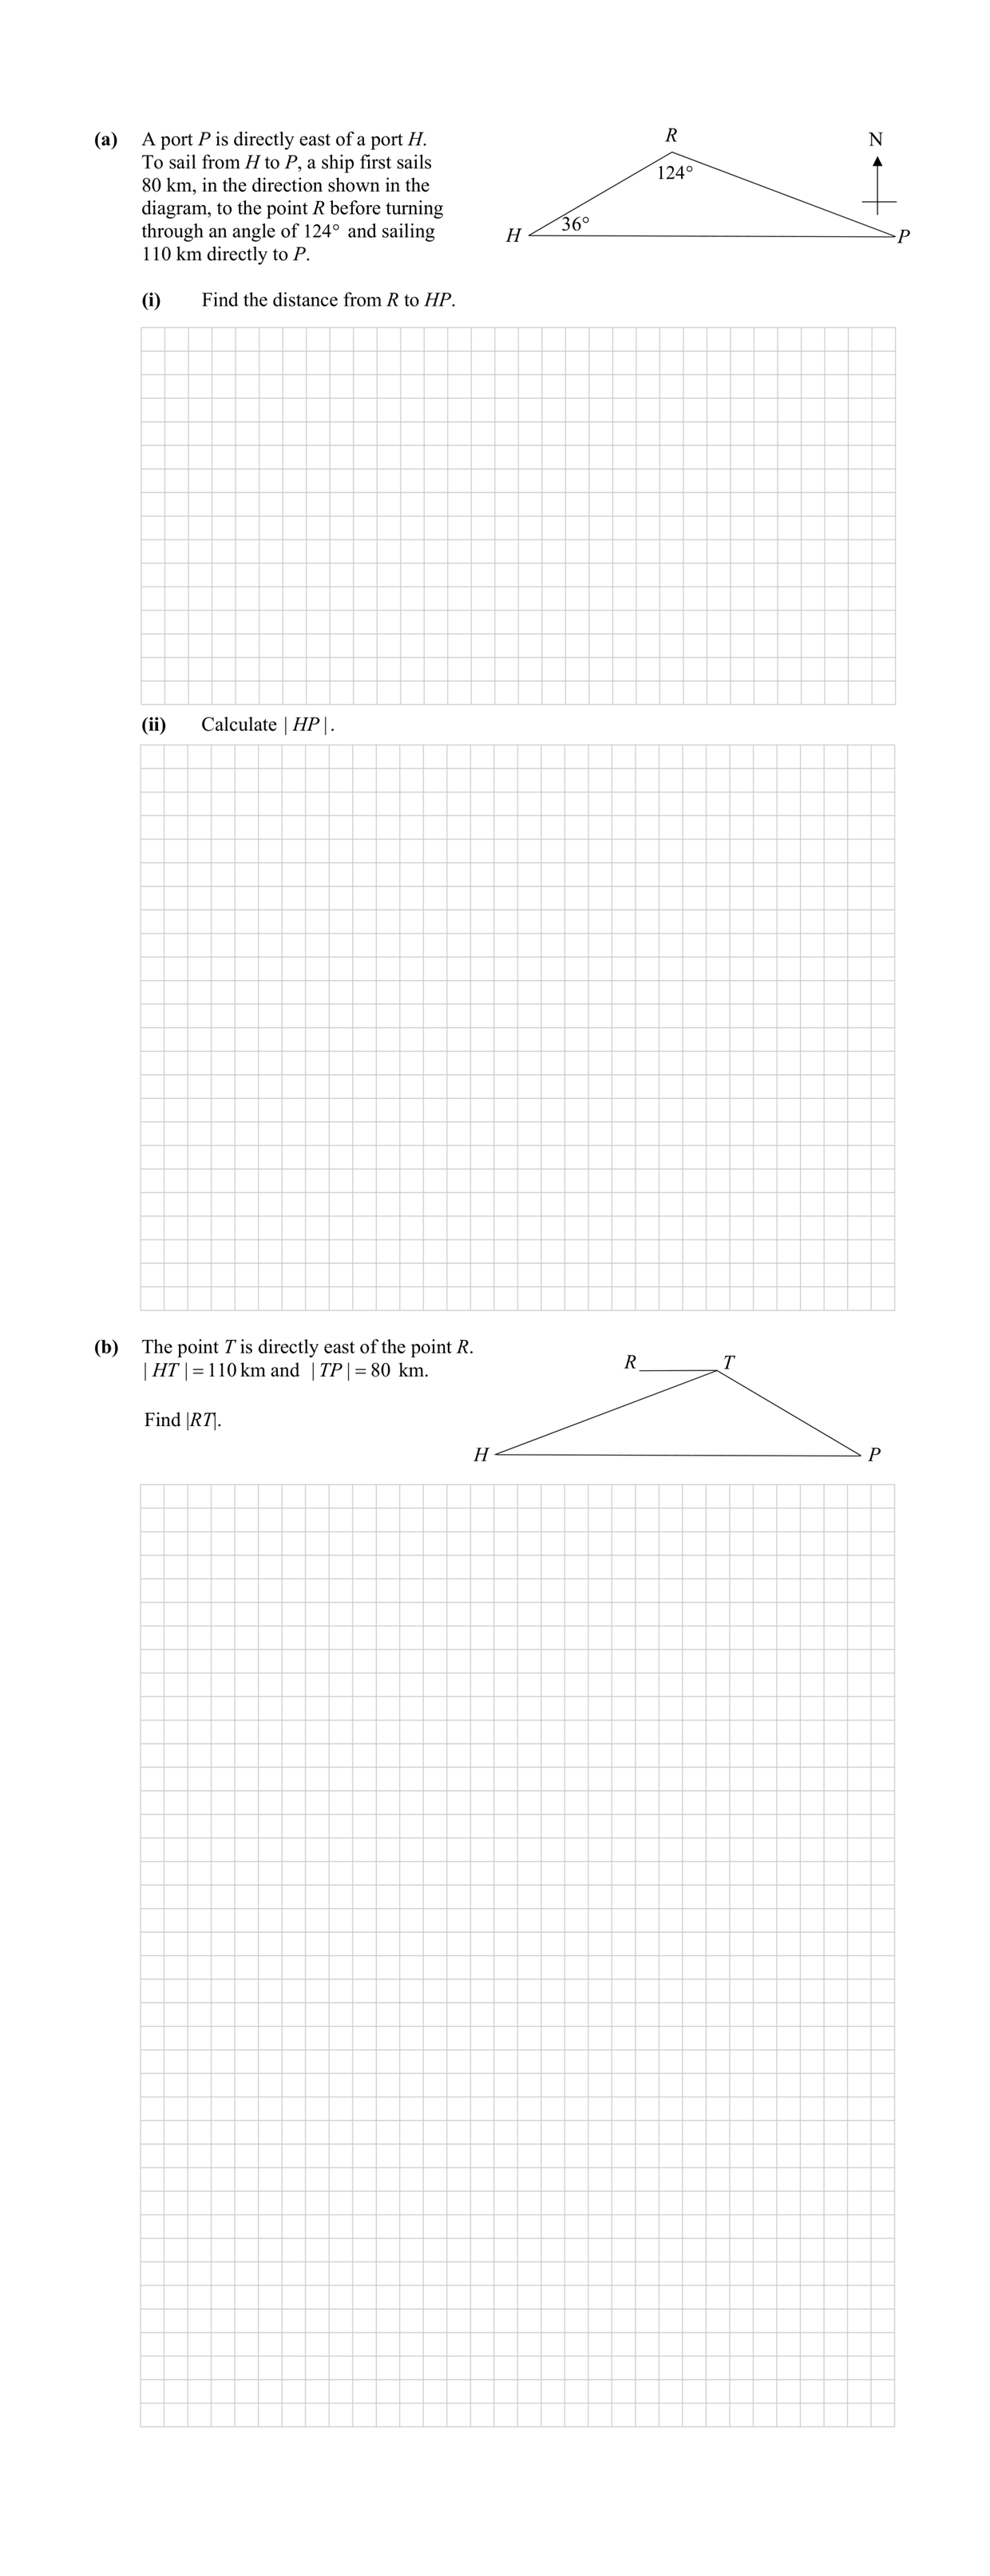 (a) A port P is directly east of a port H.
To sail from H to P, a ship first sails
80 km, in the direction shown in the
diagram, to the point R before turning
through an angle of 124° and sailing
110 km directly to P.
R
N
124°
36°
H
P
(i) Find the distance from R to HP.
(ii) Calculate | HP |.
(b) The point T is directly east of the point R.
| HT | = 110 km and | TP | = 80 km.
Find |RT|.
R
T
H
P